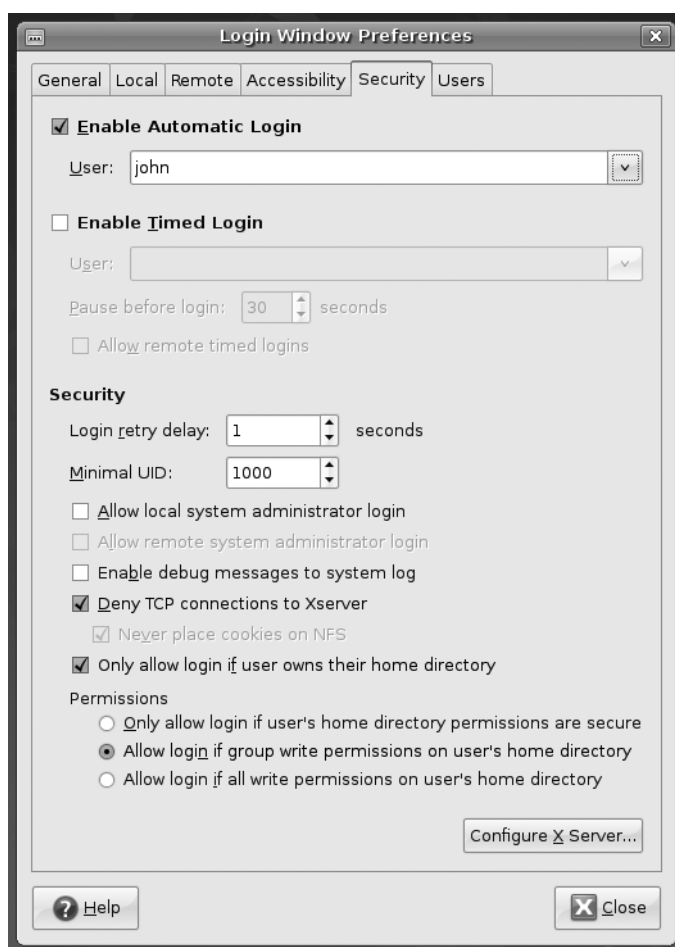 Login Window Preferences
General Local Remote Accessibility Security Users
Enable Automatic Login
User: john
Enable Timed Login
User:
Pause before login: 30 seconds
Allow remote timed logins
Security
Login retry delay: 1 seconds
Minimal UID: 1000
Allow local system administrator login
Allow remote system administrator login
Enable debug messages to system log
Deny TCP connections to Xserver
Never place cookies on NFS
Only allow login if user owns their home directory
Permissions
Only allow login if user's home directory permissions are secure
Allow login if group write permissions on user's home directory
Allow login if all write permissions on user's home directory
Configure X Server...
Help
Close